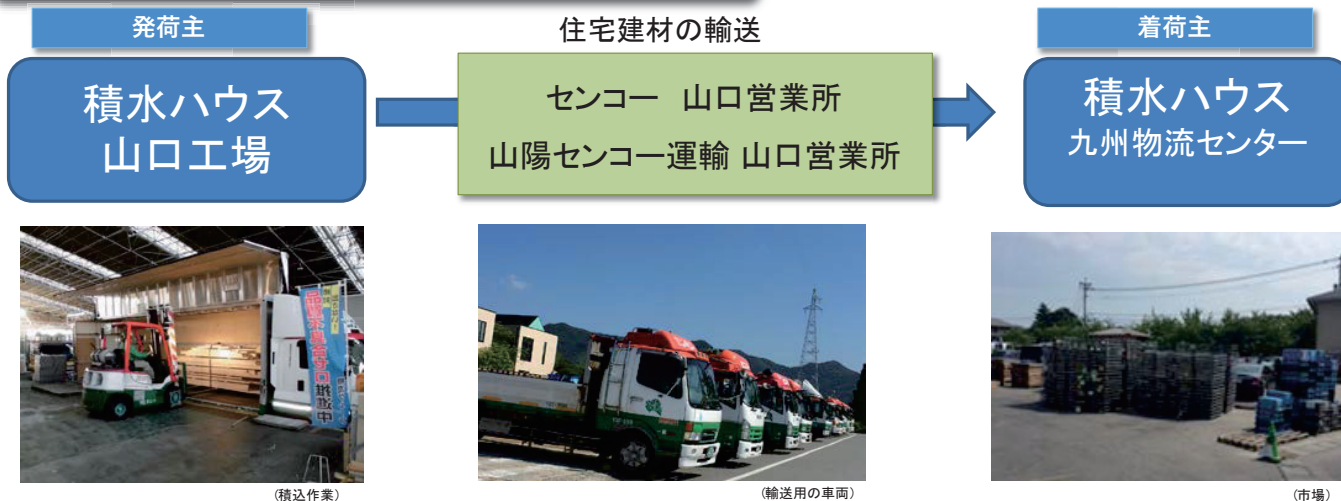 発荷主
住宅建材の輸送
着荷主
積水ハウス
山口工場
センコー 山口営業所
山陽センコー運輸 山口営業所
積水ハウス
九州物流センター
推進中
(積込作業)
(輸送用の車両)
(市場)